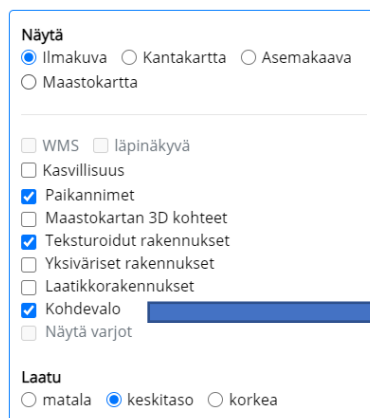 Näytä
Ilmakuva Kantakartta Asemakaava
Maastokartta
WMS läpinäkyvä
Kasvillisuus
Paikannimet
Maastokartan 3D kohteet
Teksturoidut rakennukset
Yksiväriset rakennukset
Laatikkorakennukset
Kohdevalo
Näytä varjot
Laatu
matala keskitaso korkea